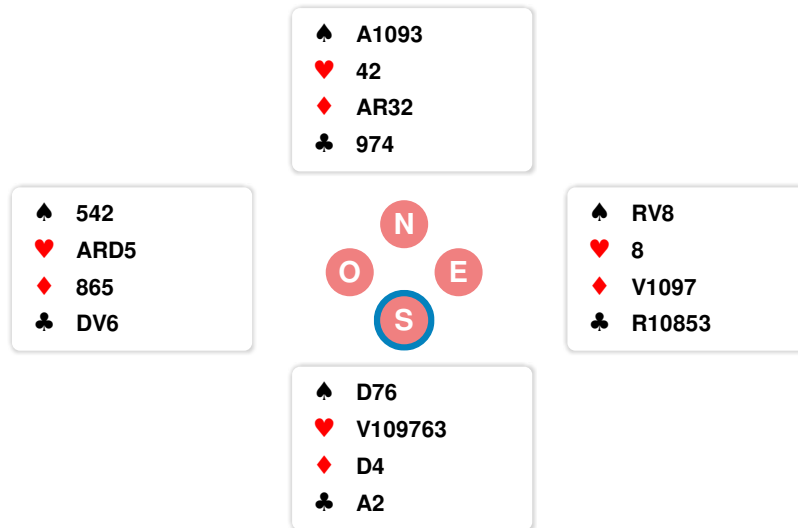 ♠ A1093
♥ 42
♦ AR32
♣ 974
♠ 542
♥ ARD5
♦ 865
♣ DV6
N
O E
S
♠ RV8
♥ 8
♦ V1097
♣ R10853
♠ D76
♥ V109763
♦ D4
♣ A2